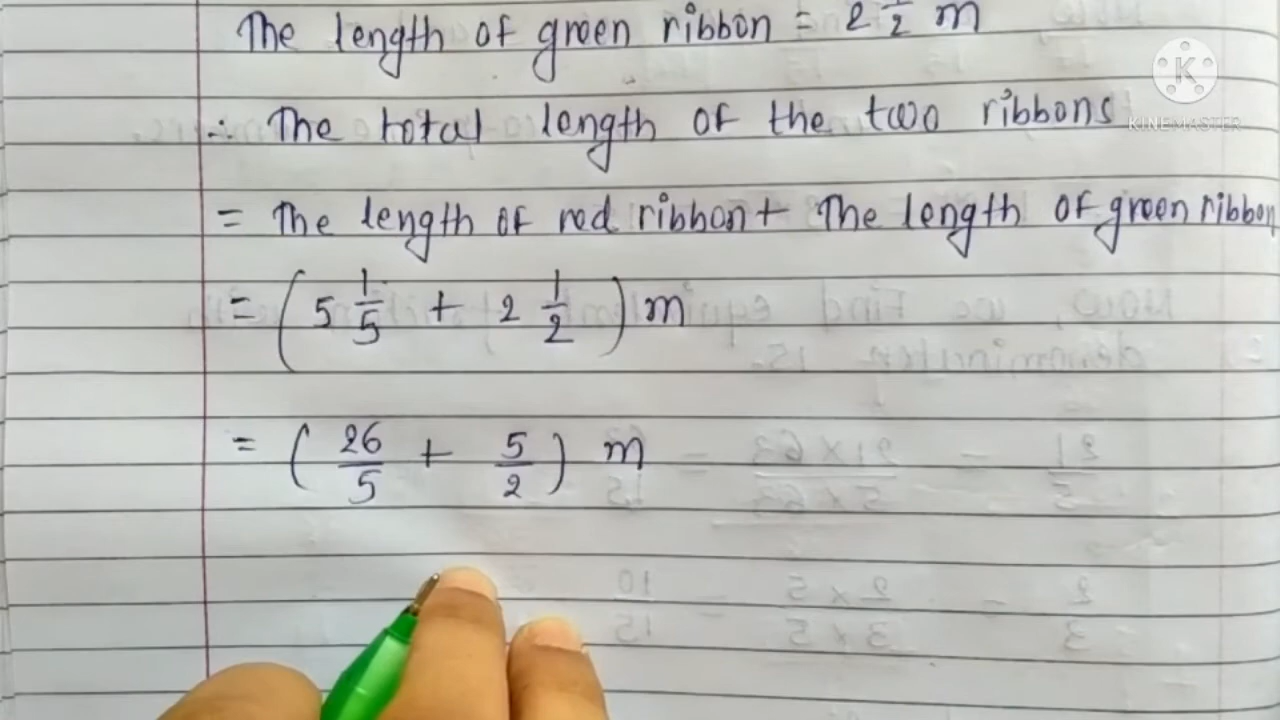 The length of green ribbon = 2 1/2 m
∴ The total length of the two ribbons
KINEMASTER
= The length of red ribbon + The length of green ribbon
= (5 1/5 + 2 1/2) m
= (26/5 + 5/2) m